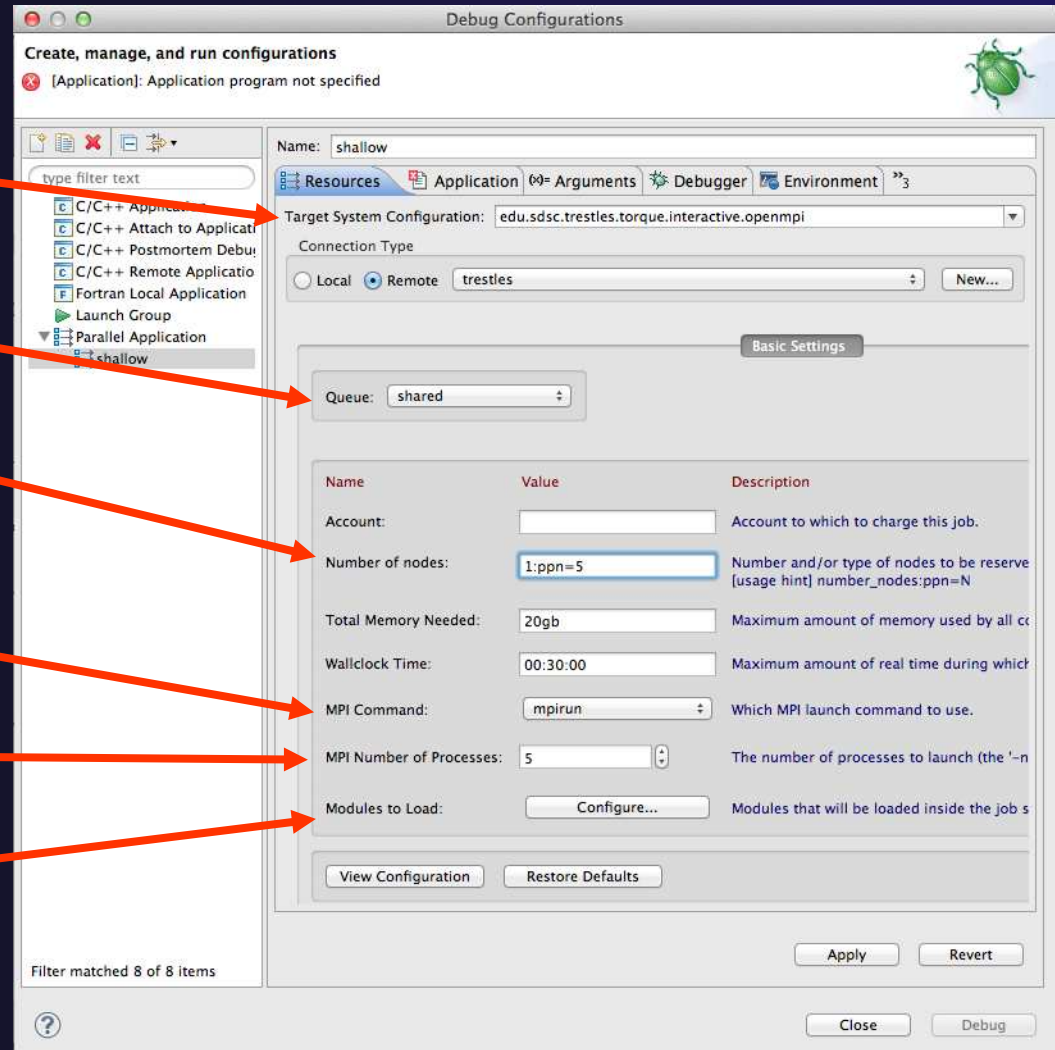 Debug Configurations
Create, manage, and run configurations
[Application]: Application program not specified
type filter text
C/C++ Application
C/C++ Attach to Applicati
C/C++ Postmortem Debu
C/C++ Remote Applicatio
Fortran Local Application
Launch Group
Parallel Application
shallow
Filter matched 8 of 8 items
Name: shallow
Resources Application (x)= Arguments Debugger Environment »3
Target System Configuration: edu.sdsc.trestles.torque.interactive.openmpi
Connection Type
Local Remote trestles New...
Basic Settings
Queue: shared
Name Value Description
Account: Account to which to charge this job.
Number of nodes: 1:ppn=5 Number and/or type of nodes to be reserve
[usage hint] number_nodes:ppn=N
Total Memory Needed: 20gb Maximum amount of memory used by all co
Wallclock Time: 00:30:00 Maximum amount of real time during which
MPI Command: mpirun Which MPI launch command to use.
MPI Number of Processes: 5 The number of processes to launch (the '-n
Modules to Load: Configure... Modules that will be loaded inside the job s
View Configuration Restore Defaults
Apply Revert
Close Debug